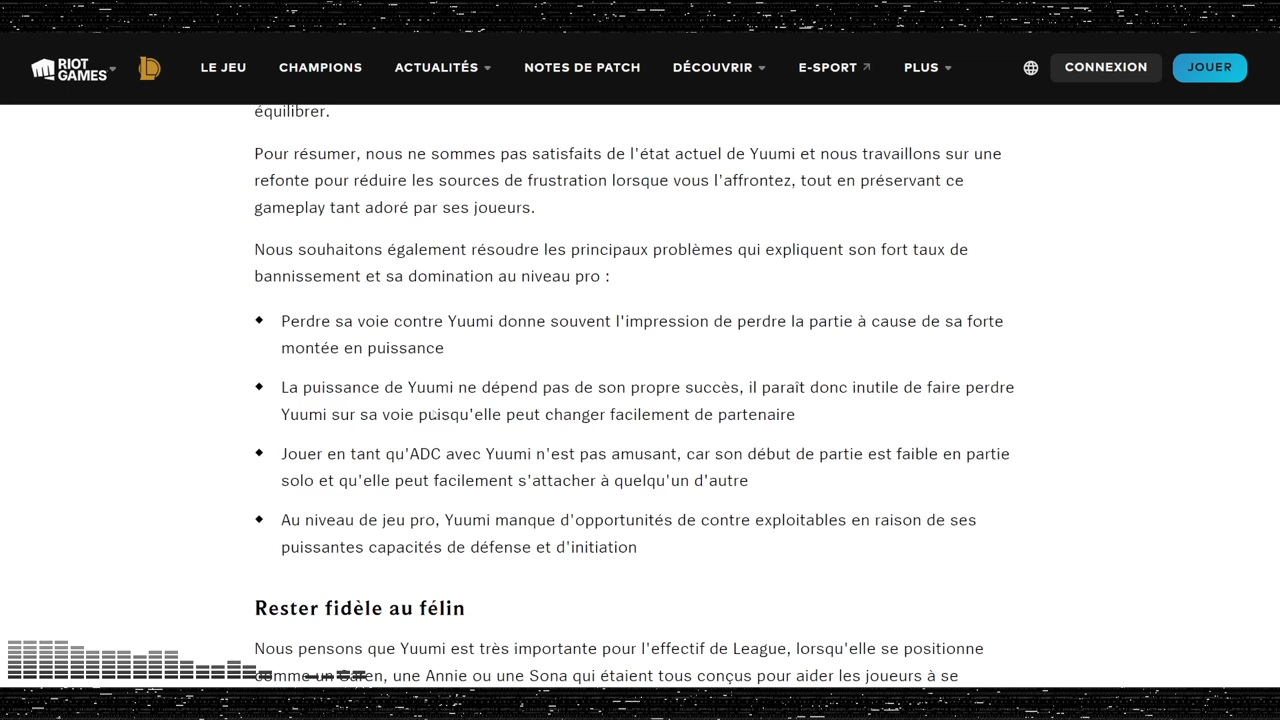 RIOT GAMES
LE JEU
CHAMPIONS
ACTUALITÉS
NOTES DE PATCH
DÉCOUVRIR
E-SPORT
PLUS
CONNEXION
JOUER
équilibrer.
Pour résumer, nous ne sommes pas satisfaits de l'état actuel de Yuumi et nous travaillons sur une
refonte pour réduire les sources de frustration lorsque vous l'affrontez, tout en préservant ce
gameplay tant adoré par ses joueurs.
Nous souhaitons également résoudre les principaux problèmes qui expliquent son fort taux de
bannissement et sa domination au niveau pro :
Perdre sa voie contre Yuumi donne souvent l'impression de perdre la partie à cause de sa forte
montée en puissance
La puissance de Yuumi ne dépend pas de son propre succès, il paraît donc inutile de faire perdre
Yuumi sur sa voie puisqu'elle peut changer facilement de partenaire
Jouer en tant qu'ADC avec Yuumi n'est pas amusant, car son début de partie est faible en partie
solo et qu'elle peut facilement s'attacher à quelqu'un d'autre
Au niveau de jeu pro, Yuumi manque d'opportunités de contre exploitables en raison de ses
puissantes capacités de défense et d'initiation
Rester fidèle au félin
Nous pensons que Yuumi est très importante pour l'effectif de League, lorsqu'elle se positionne
comme un Garen, une Annie ou une Sona qui étaient tous conçus pour aider les joueurs à se